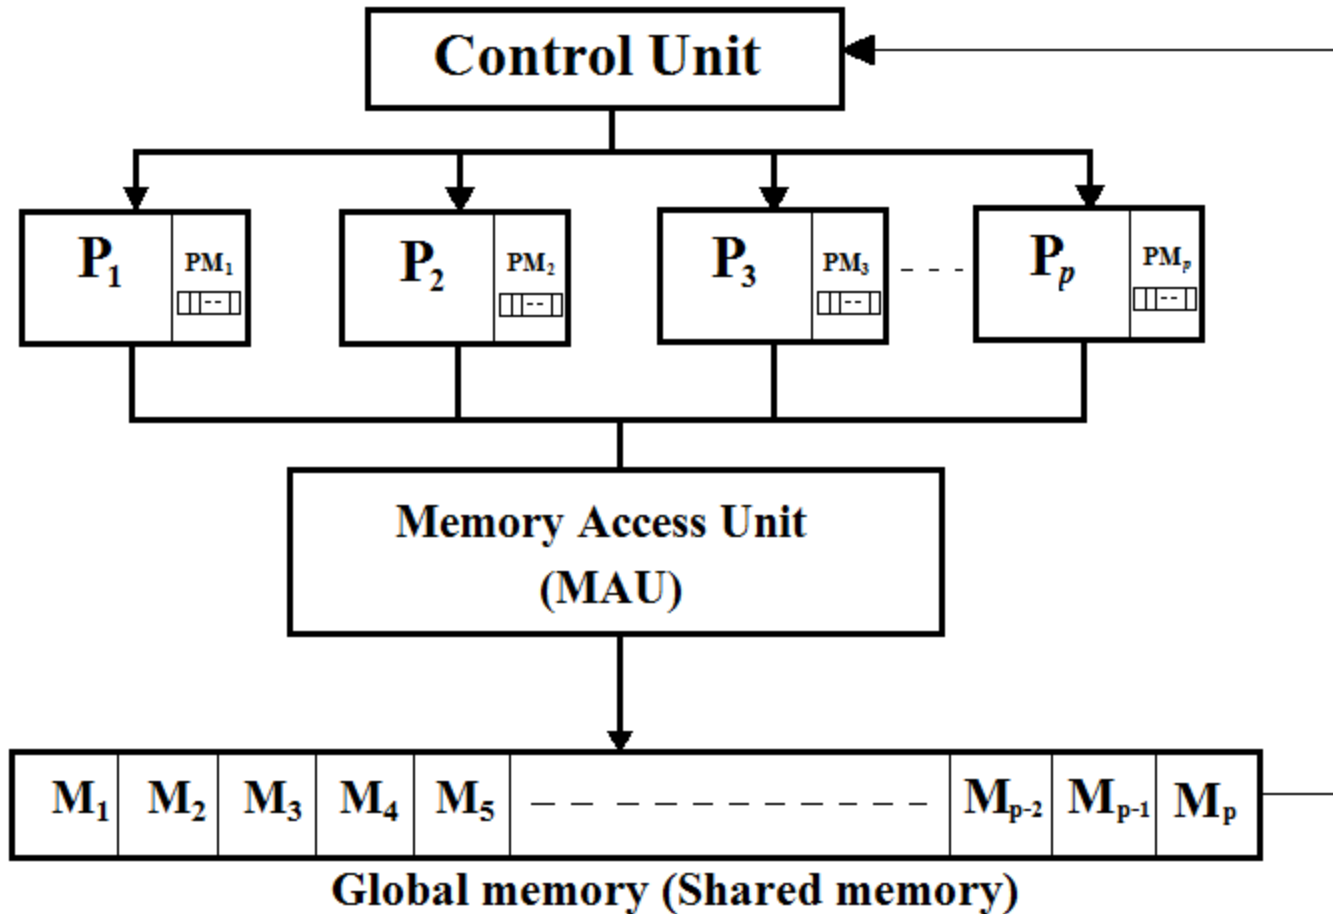 Control Unit
P1 PM1 P2 PM2 P3 PM3 Pp PMp
Memory Access Unit
(MAU)
M1 M2 M3 M4 M5 Mp-2 Mp-1 Mp
Global memory (Shared memory)